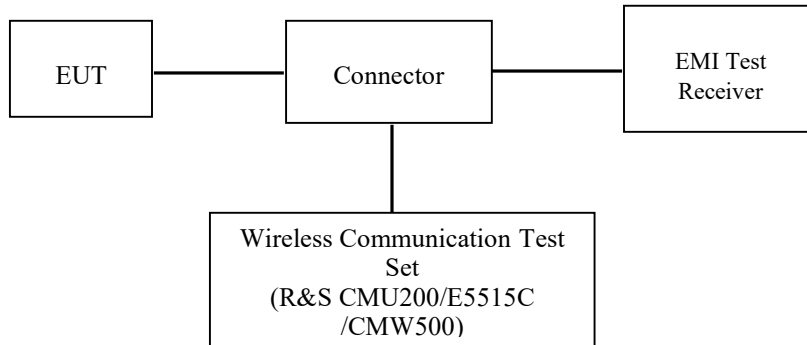 EUT
Connector
EMI Test
Receiver
Wireless Communication Test
Set
(R&S CMU200/E5515C
/CMW500)